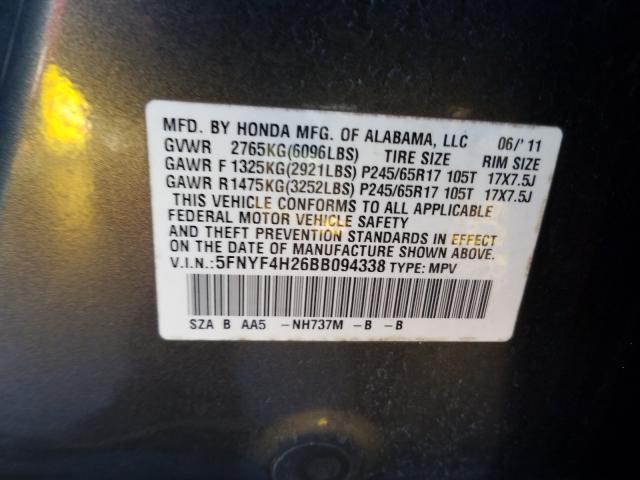 MFD. BY HONDA MFG. OF ALABAMA, LLC 06/'11
GVWR 2765KG(6096LBS) TIRE SIZE RIM SIZE
GAWR F 1325KG(2921LBS) P245/65R17 105T 17X7.5J
GAWR R 1475KG(3252LBS) P245/65R17 105T 17X7.5J
THIS VEHICLE CONFORMS TO ALL APPLICABLE
FEDERAL MOTOR VEHICLE SAFETY
AND THEFT PREVENTION STANDARDS IN EFFECT
ON THE DATE OF MANUFACTURE SHOWN ABOVE.
V.I.N.:5FNYF4H26BB094338 TYPE: MPV
SZA B AA5 -NH737M -B -B